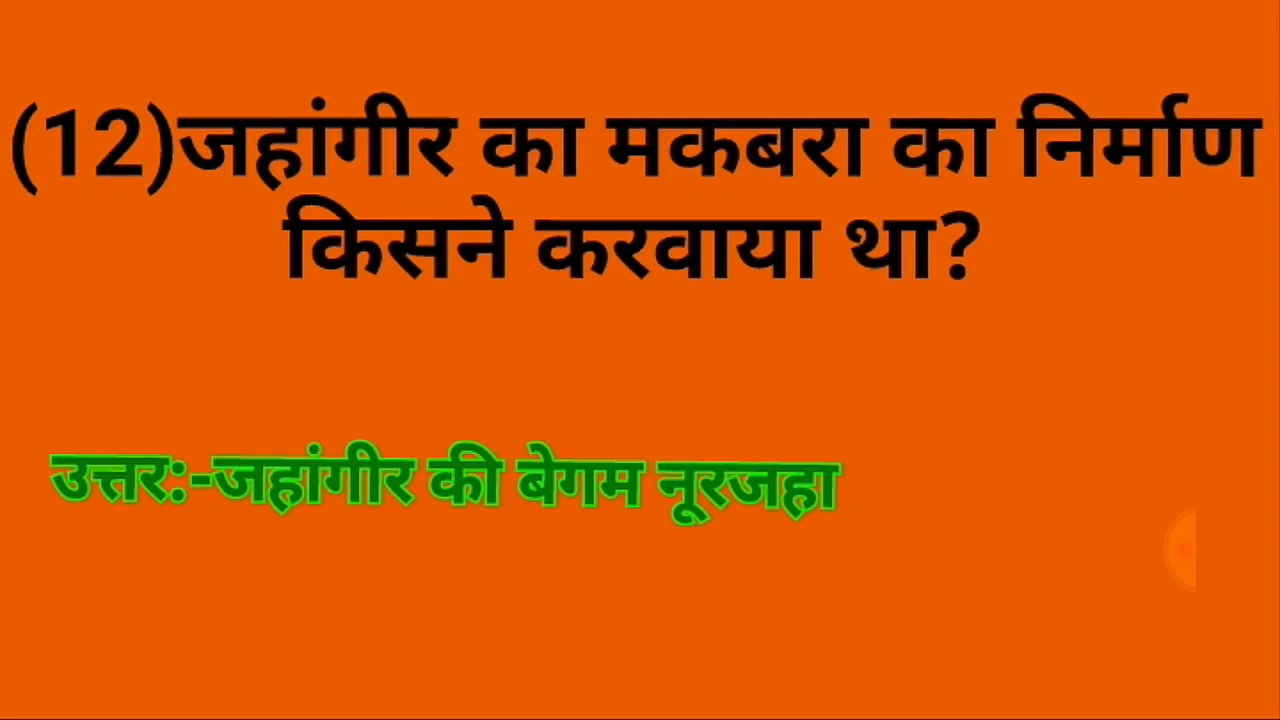 (12)जहांगीर का मकबरा का निर्माण
किसने करवाया था?
उत्तर:-जहांगीर की बेगम नूरजहा